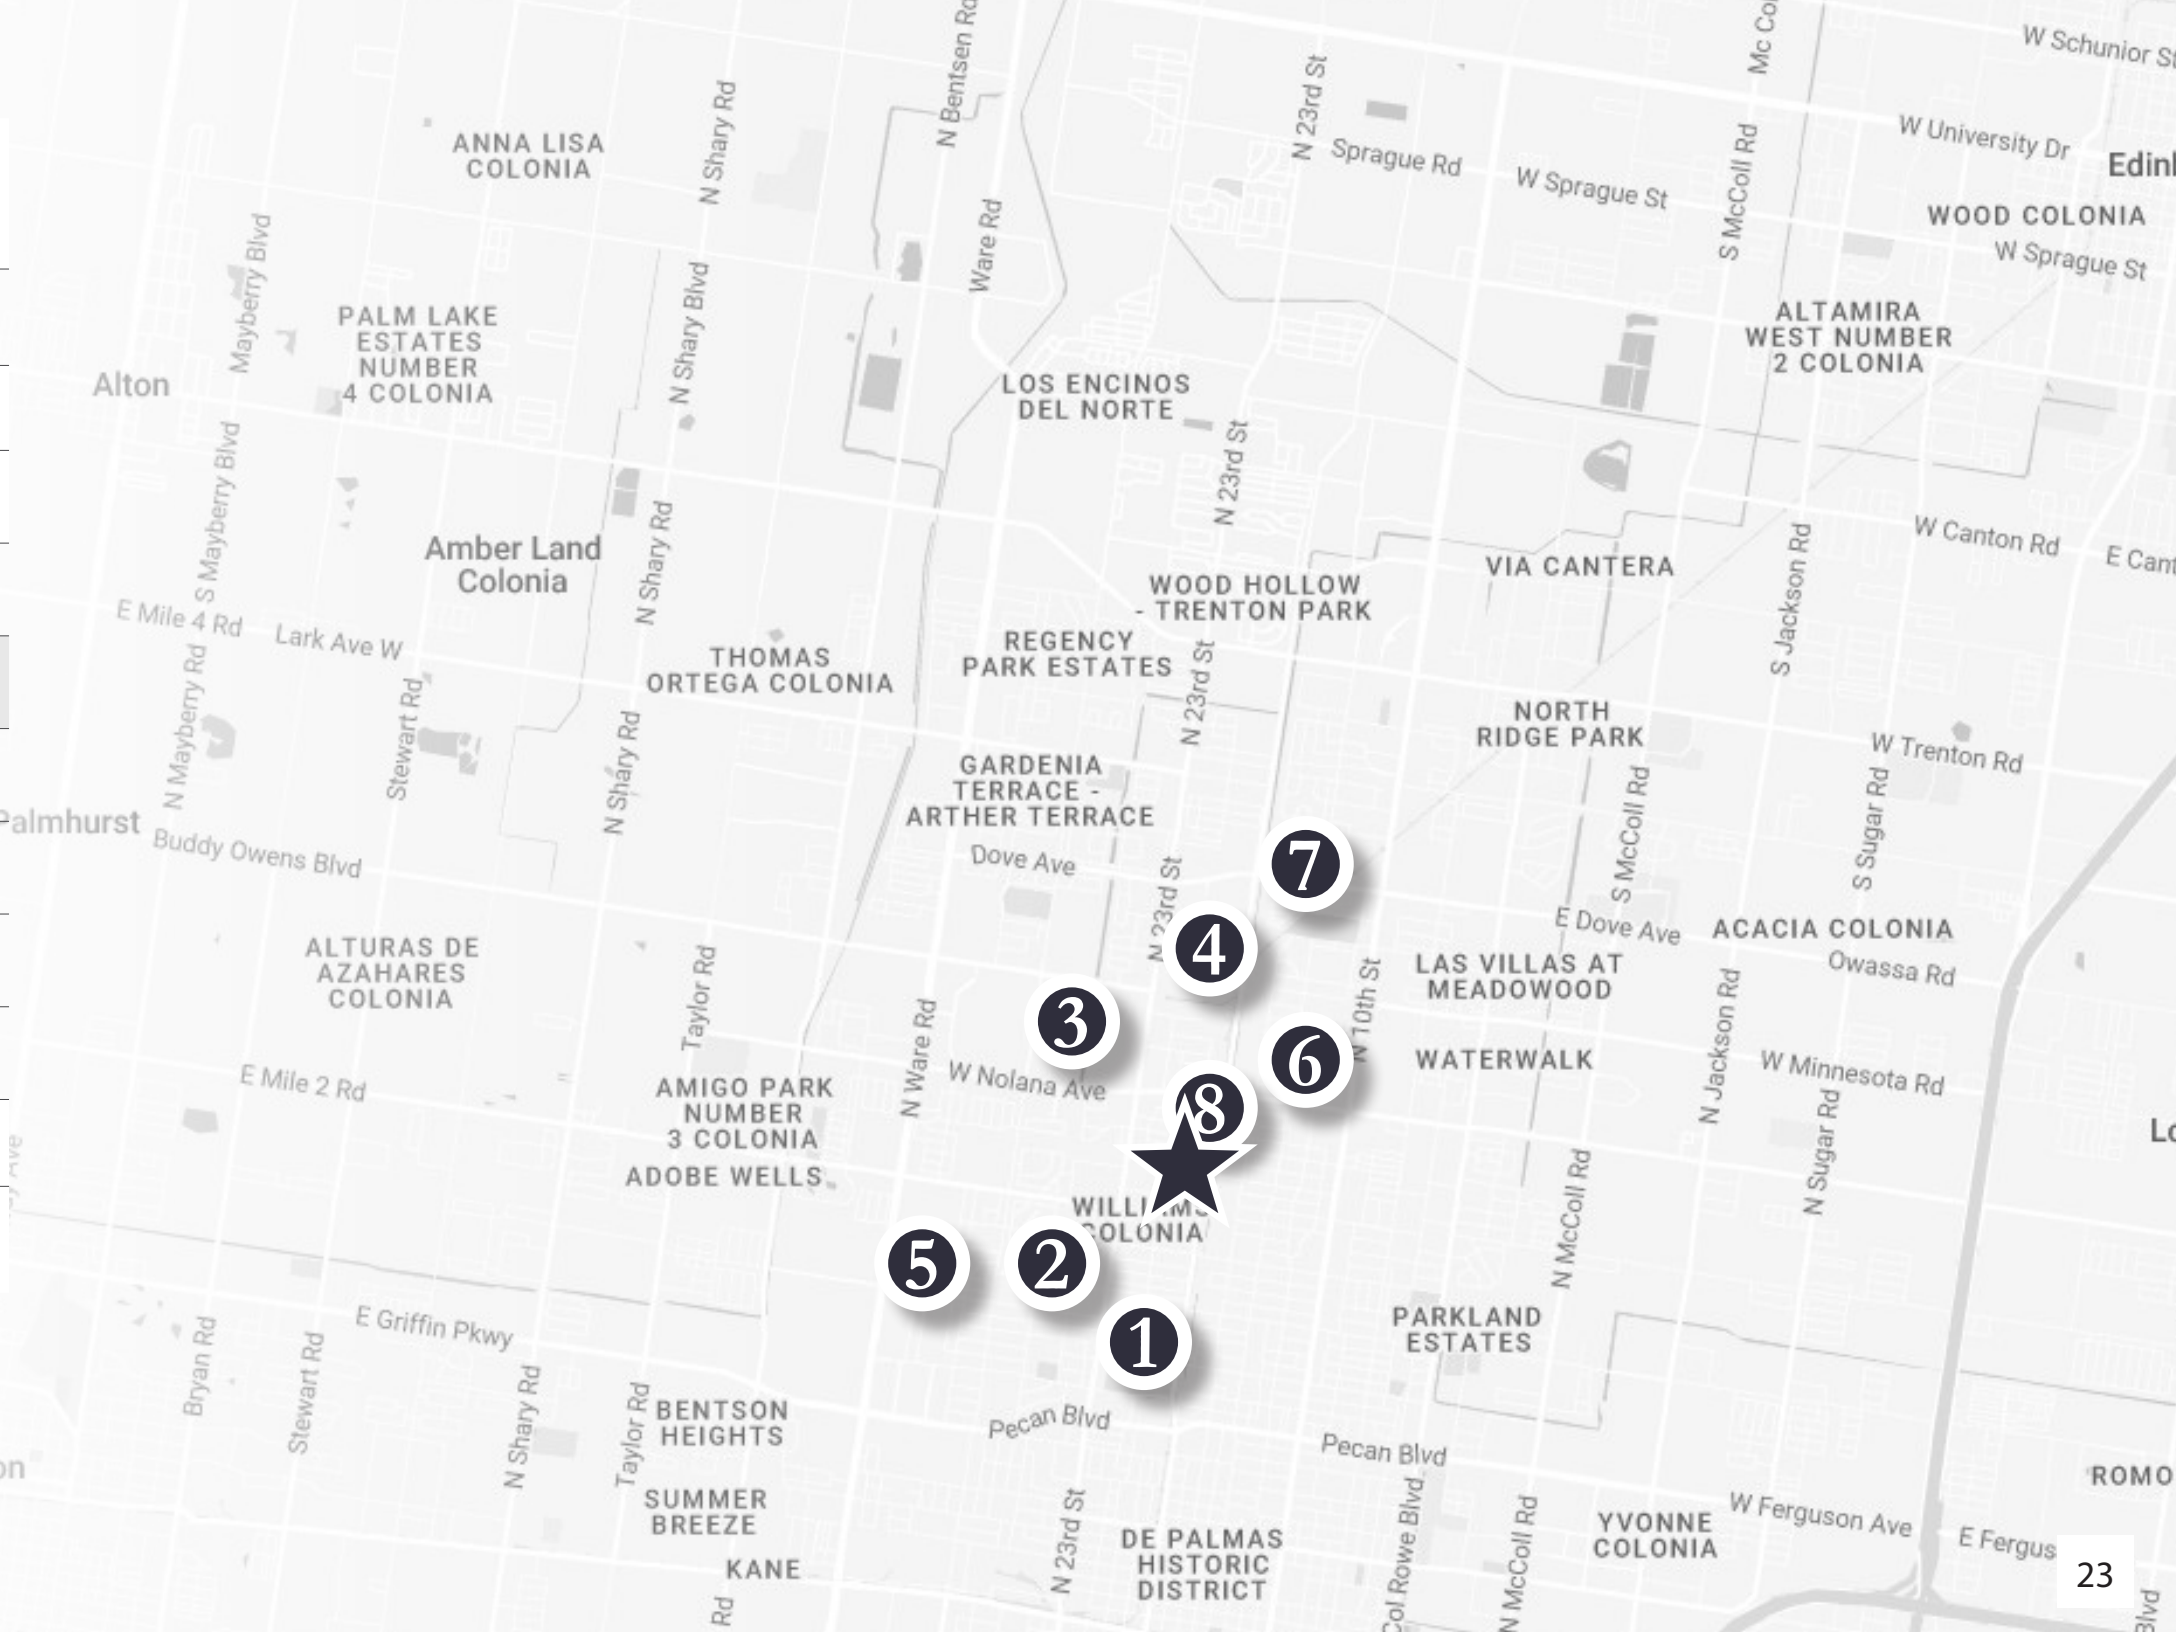 N Bentsen Rd
W Schunior St
N 23rd St
N Shary Rd
W University Dr
ANNA LISA
COLONIA
Sprague Rd
W Sprague St
S McColl Rd
WOOD COLONIA
W Sprague St
Mayberry Blvd
Ware Rd
N Shary Blvd
PALM LAKE
ESTATES
NUMBER
4 COLONIA
ALTAMIRA
WEST NUMBER
2 COLONIA
Alton
LOS ENCINOS
DEL NORTE
N 23rd St
S Mayberry Blvd
Amber Land
Colonia
N Shary Rd
W Canton Rd
VIA CANTERA
WOOD HOLLOW
- TRENTON PARK
S Jackson Rd
E Mile 4 Rd
Lark Ave W
REGENCY
PARK ESTATES
THOMAS
ORTEGA COLONIA
N 23rd St
N Mayberry Rd
Stewart Rd
N Shary Rd
NORTH
RIDGE PARK
W Trenton Rd
GARDENIA
TERRACE -
ARTHER TERRACE
S McColl Rd
S Sugar Rd
Palmhurst
Buddy Owens Blvd
Dove Ave
7
N 23rd St
4
E Dove Ave
ACACIA COLONIA
ALTURAS DE
AZAHARES
COLONIA
Taylor Rd
LAS VILLAS AT
MEADOWOOD
Owassa Rd
N 10th St
N Jackson Rd
3
N Ware Rd
6
WATERWALK
W Minnesota Rd
E Mile 2 Rd
W Nolana Ave
AMIGO PARK
NUMBER
3 COLONIA
8
N Sugar Rd
ADOBE WELLS
N McColl Rd
WILLIAMS
COLONIA
5
2
1
E Griffin Pkwy
Bryan Rd
Stewart Rd
PARKLAND
ESTATES
N Shary Rd
Taylor Rd
BENTSON
HEIGHTS
Pecan Blvd
Pecan Blvd
ROMO
SUMMER
BREEZE
N 23rd St
DE PALMAS
HISTORIC
DISTRICT
Col Rowe Blvd
N McColl Rd
YVONNE
COLONIA
W Ferguson Ave
KANE
Rd
23